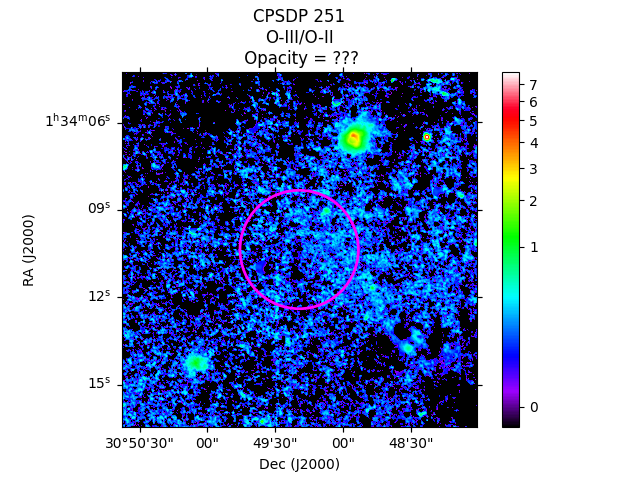 CPSDP 251
O-III/O-II
Opacity = ???
1ʰ34ᵐ06ˢ
09ˢ
12ˢ
15ˢ
RA (J2000)
30°50'30" 00" 49'30" 00" 48'30"
Dec (J2000)
7
6
5
4
3
2
1
0